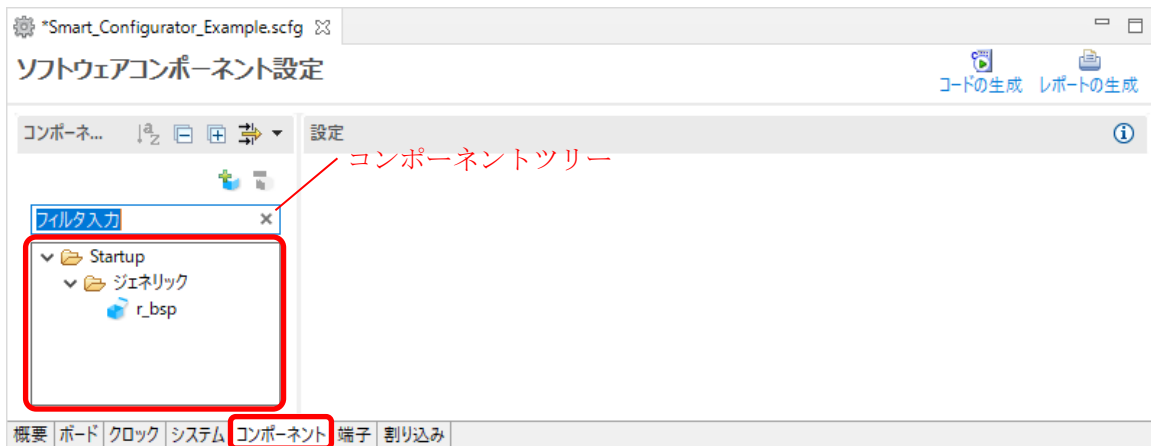 *Smart_Configurator_Example.scfg
ソフトウェアコンポーネント設定
コードの生成 レポートの生成
コンポーネ... 設定
コンポーネントツリー
フィルタ入力
Startup
ジェネリック
r_bsp
概要 ボード クロック システム コンポーネント 端子 割り込み